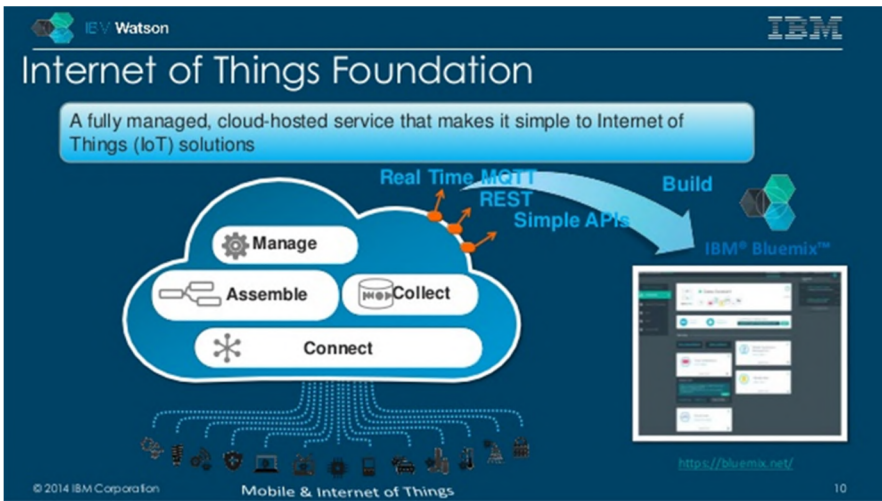 IBM Watson
IBM
Internet of Things Foundation
A fully managed, cloud-hosted service that makes it simple to Internet of
Things (IoT) solutions
Real Time MQTT
REST
Simple APIs
Build
IBM® Bluemix™
Manage
Assemble
Collect
Connect
https://bluemix.net/
© 2014 IBM Corporation
Mobile & Internet of Things
10